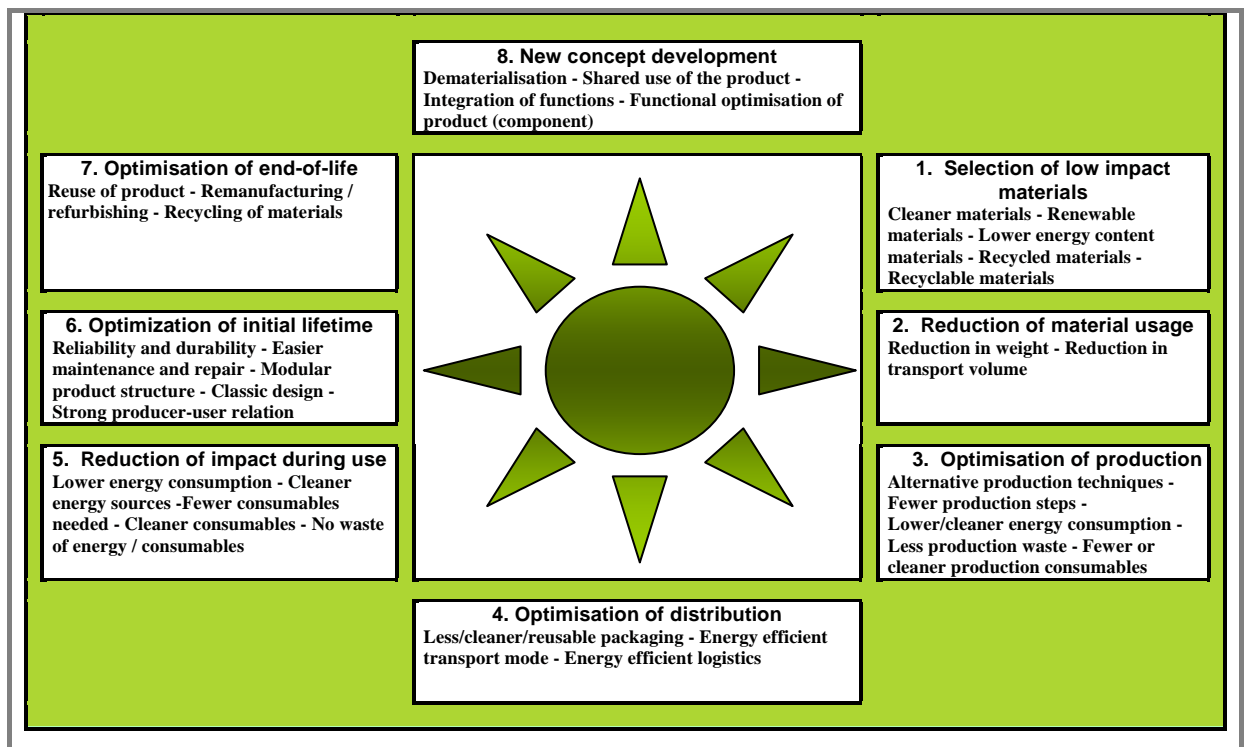 8. New concept development
Dematerialisation - Shared use of the product -
Integration of functions - Functional optimisation of
product (component)
7. Optimisation of end-of-life
Reuse of product - Remanufacturing /
refurbishing - Recycling of materials
1. Selection of low impact
materials
Cleaner materials - Renewable
materials - Lower energy content
materials - Recycled materials -
Recyclable materials
6. Optimization of initial lifetime
Reliability and durability - Easier
maintenance and repair - Modular
product structure - Classic design -
Strong producer-user relation
2. Reduction of material usage
Reduction in weight - Reduction in
transport volume
5. Reduction of impact during use
Lower energy consumption - Cleaner
energy sources -Fewer consumables
needed - Cleaner consumables - No waste
of energy / consumables
3. Optimisation of production
Alternative production techniques -
Fewer production steps -
Lower/cleaner energy consumption -
Less production waste - Fewer or
cleaner production consumables
4. Optimisation of distribution
Less/cleaner/reusable packaging - Energy efficient
transport mode - Energy efficient logistics